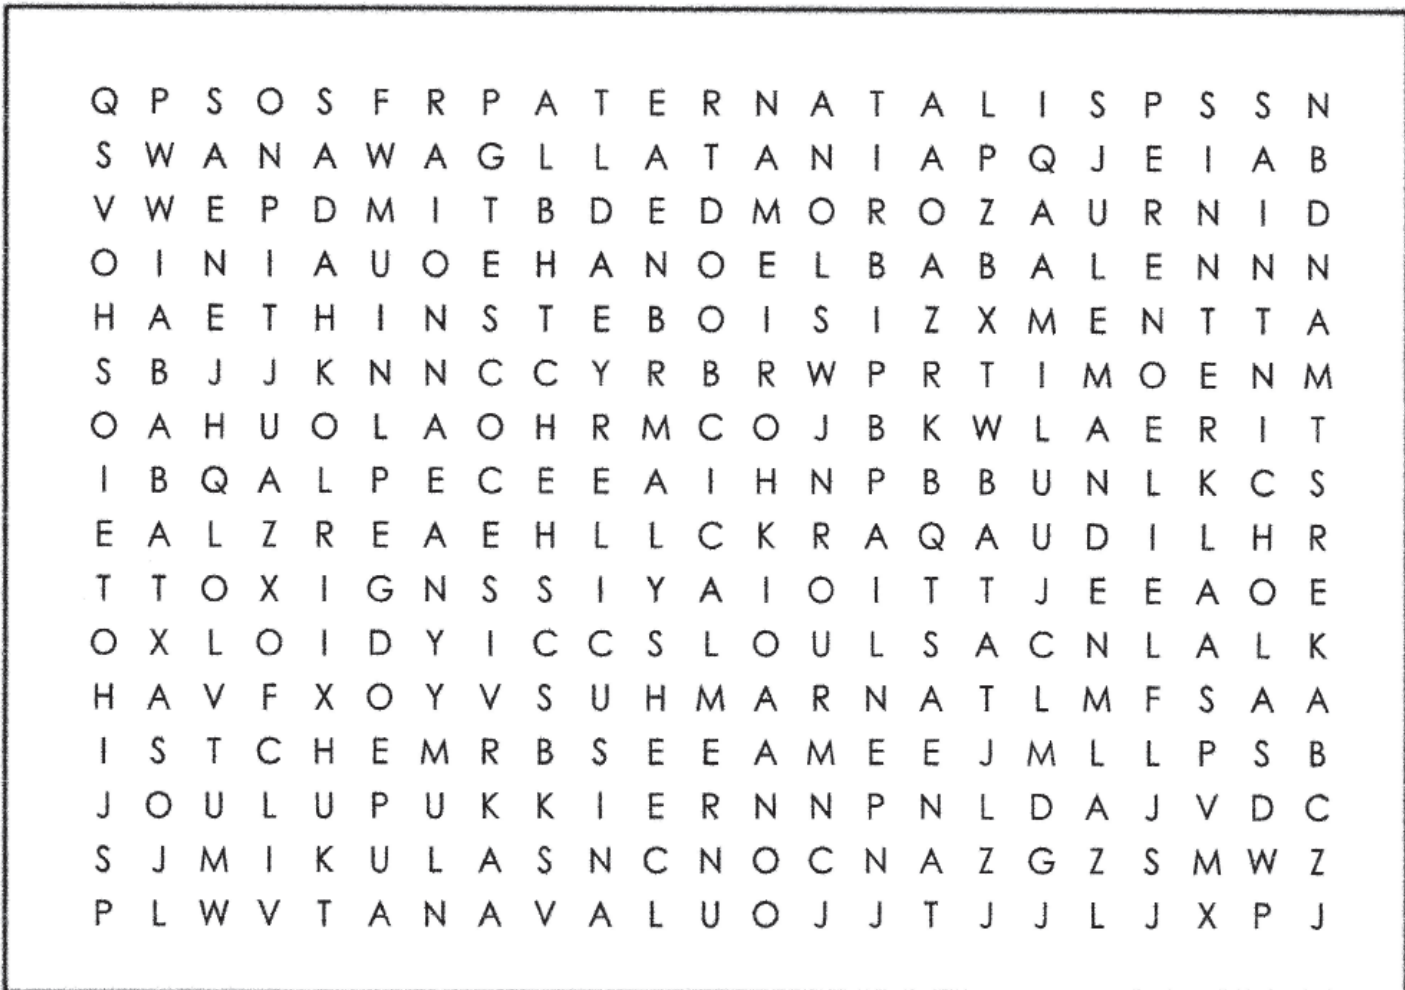 Q P S O S F R P A T E R N A T A L I S P S S N
S W A N A W A G L L A T A N I A P Q J E I A B
V W E P D M I T B D E D M O R O Z A U R N I D
O I N I A U O E H A N O E L B A B A L E N N N
H A E T H I N S T E B O I S I Z X M E N T T A
S B J J K N N C C Y R B R W P R T I M O E N M
O A H U O L A O H R M C O J B K W L A E R I T
I B Q A L P E C E E A I H N P B B U N L K C S
E A L Z R E A E H L L C K R A Q A U D I L H R
T T O X I G N S S I Y A I O I T T J E E A O E
O X L O I D Y I C C S L O U L S A C N L A L K
H A V F X O Y V S U H M A R N A T L M F S A A
I S T C H E M R B S E E A M E E J M L L P S B
J O U L U P U K K I E R N N P N L D A J V D C
S J M I K U L A S N C N O C N A Z G Z S M W Z
P L W V T A N A V A L U O J J T J J L J X P J